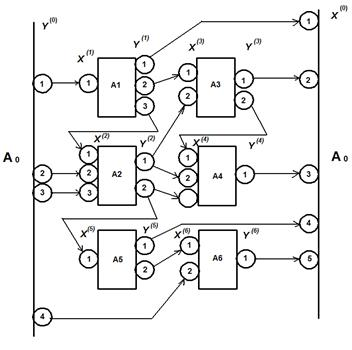 Y(0) X(0)
Y(1) X(3) Y(3) 1
X(1)
1 1 A1 1 2 3 1 2 A3 1 2 2
X(2) Y(2) X(4) Y(4)
A0 A0
2 3 1 2 3 A2 1 2 1 2 A4 1 3
X(5) Y(5) X(6) Y(6) 4
1 A5 1 2 1 2 A6 1 5
4